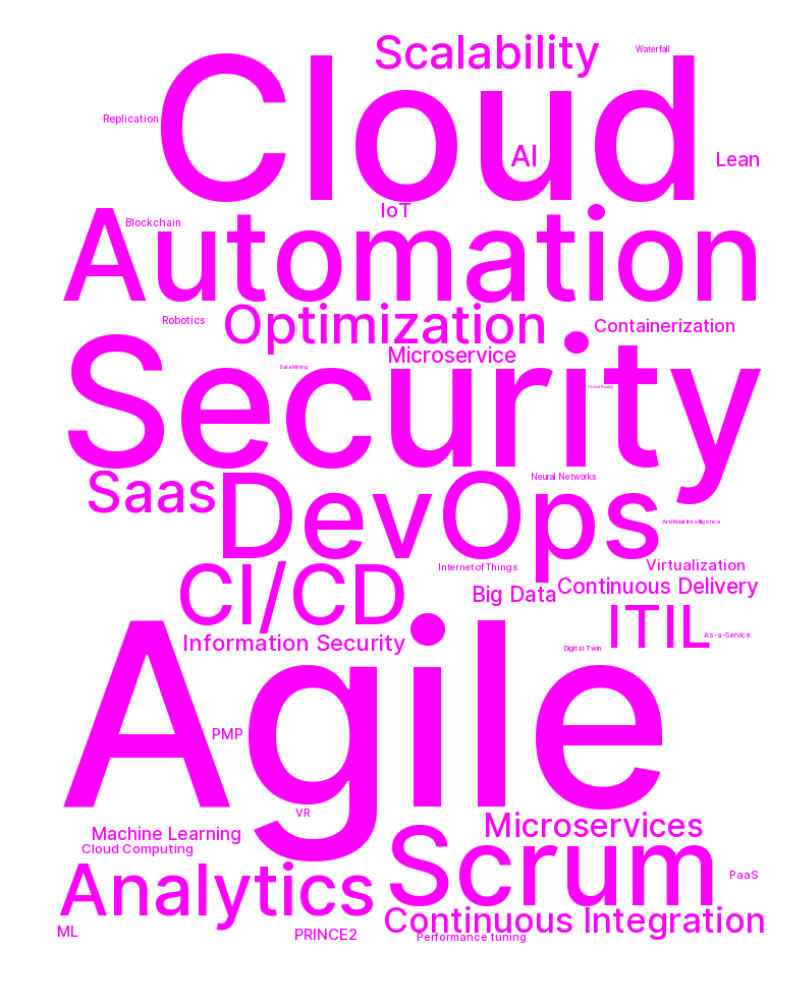 Scalability
Waterfall
Cloud
Replication
AI
Lean
IoT
Automation
Blockchain
Optimization
Robotics
Containerization
Microservice
Security
Data Mining
Virtual Reality
Saas
DevOps
Neural Networks
Artificial Intelligence
CI/CD
Internet of Things
Virtualization
Big Data
Continuous Delivery
ITIL
As-a-Service
Information Security
Digital Twin
Agile
PMP
VR
Machine Learning
Microservices
Cloud Computing
Scrum
Analytics
PaaS
Continuous Integration
ML
PRINCE2
Performance tuning